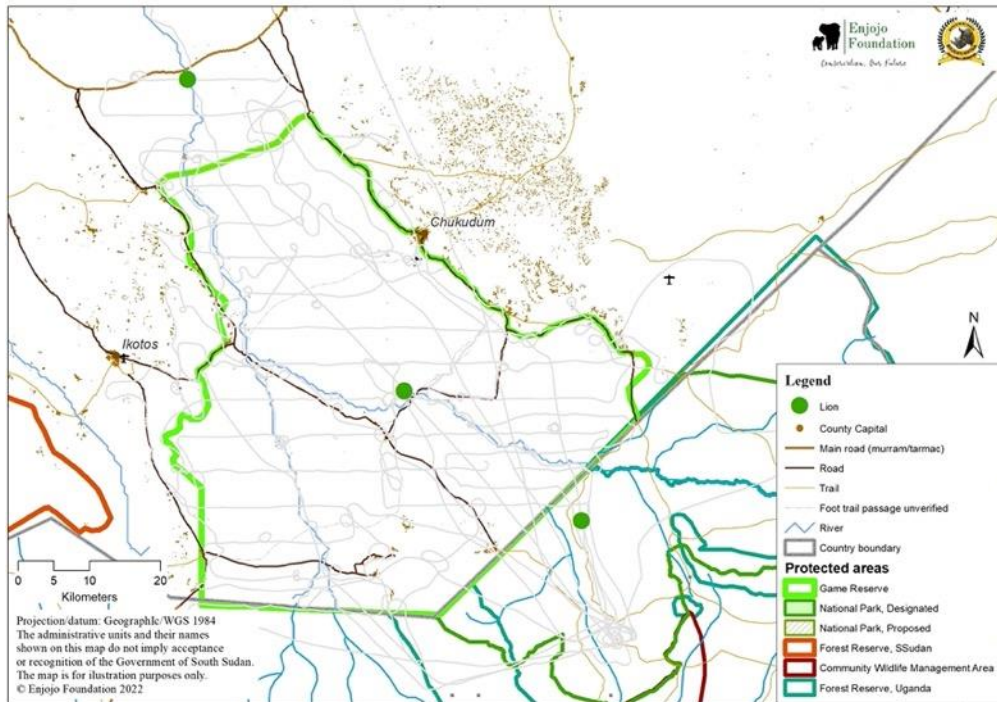 Enjojo
Foundation
Conservation, Our Future
Chukudum
Ikotos
N
Legend
Lion
County Capital
Main road (murram/tarmac)
Road
Trail
Foot trail passage unverified
River
Country boundary
Protected areas
Game Reserve
National Park, Designated
National Park, Proposed
Forest Reserve, SSudan
Community Wildlife Management Area
Forest Reserve, Uganda
0 5 10 20
Kilometers
Projection/datum: Geographic/WGS 1984
The administrative units and their names
shown on this map do not imply acceptance
or recognition of the Government of South Sudan.
The map is for ilustration purposes only.
© Enjojo Foundation 2022